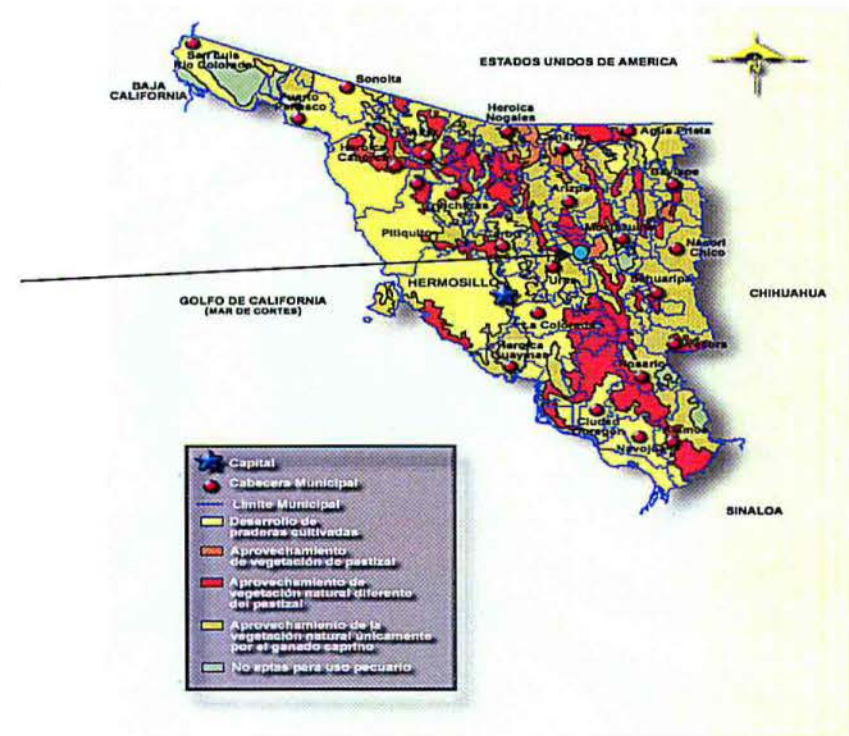 ESTADOS UNIDOS DE AMERICA
San Luis
Rio Colorado
BAJA
CALIFORNIA
Sonoita
Puerto
Peñasco
Heroica
Nogales
Agua Prieta
Heroica
Caborca
Arizpe
Pitiquito
Nacori
Chico
Ures
HERMOSILLO
GOLFO DE CALIFORNIA
(MAR DE CORTES)
CHIHUAHUA
La Colorada
Heroica
Guaymas
Rosario
Ciudad
Obregon
Navojoa
SINALOA
Capital
Cabecera Municipal
Limite Municipal
Desarrollo de
praderas cultivadas
Aprovechamiento
de vegetación de pastizal
Aprovechamiento de
vegetación natural diferente
del pastizal
Aprovechamiento de la
vegetación natural únicamente
por el ganado caprino
No aptas para uso pecuario